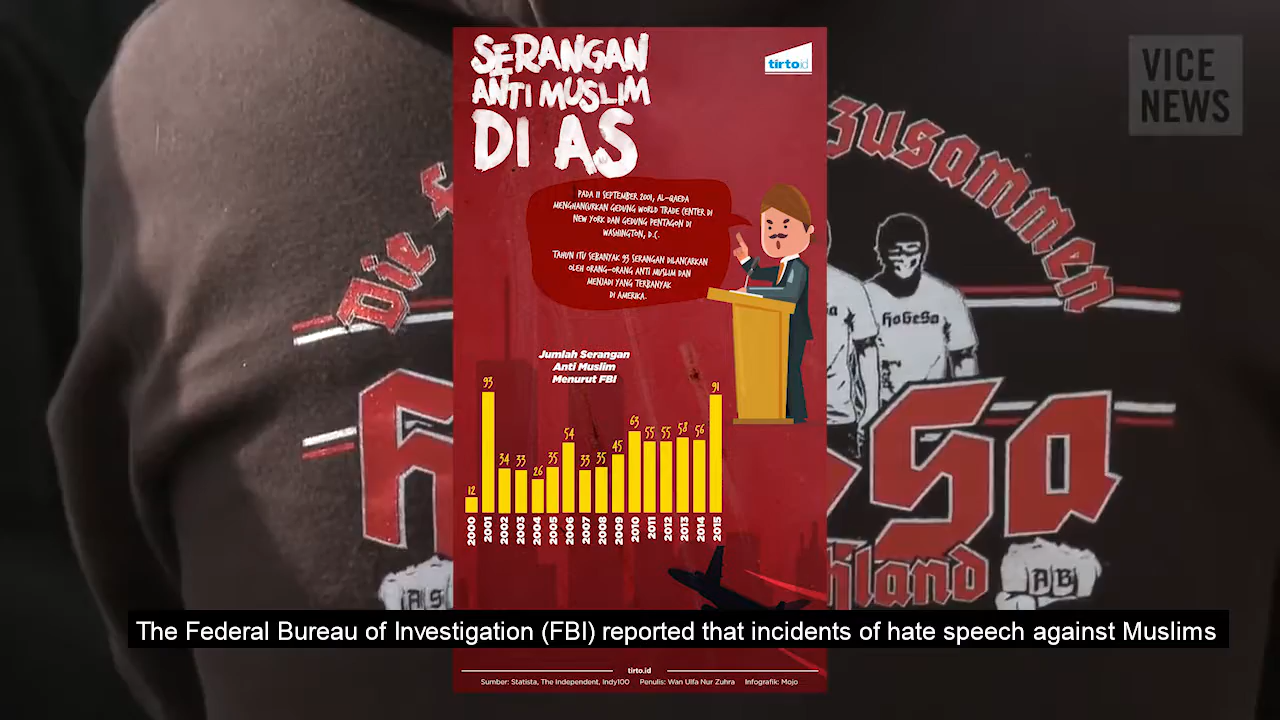 SERANGAN
ANTI MUSLIM
DI AS
tirto.id
VICE
NEWS
Die
zusammen
PADA 11 SEPTEMBER 2001, AL-QAEDA
MENGHANCURKAN GEDUNG WORLD TRADE CENTER DI
NEW YORK DAN GEDUNG PENTAGON DI
WASHINGTON, D.C.
TAHUN ITU SEBANYAK 93 SERANGAN DILANCARKAN
OLEH ORANG-ORANG ANTI MUSLIM DAN
MENJADI YANG TERBANYAK
DI AMERIKA.
HoGeSa
Jumlah Serangan
Anti Muslim
Menurut FBI
12 93 34 33 26 35 54 33 35 45 63 55 55 58 56 91
2000 2001 2002 2003 2004 2005 2006 2007 2008 2009 2010 2011 2012 2013 2014 2015
eSa
hland
AS
AB
The Federal Bureau of Investigation (FBI) reported that incidents of hate speech against Muslims
tirto.id
Sumber: Statista, The Independent, Indy100 Penulis: Wan Ulfa Nur Zuhra Infografik: Mojo